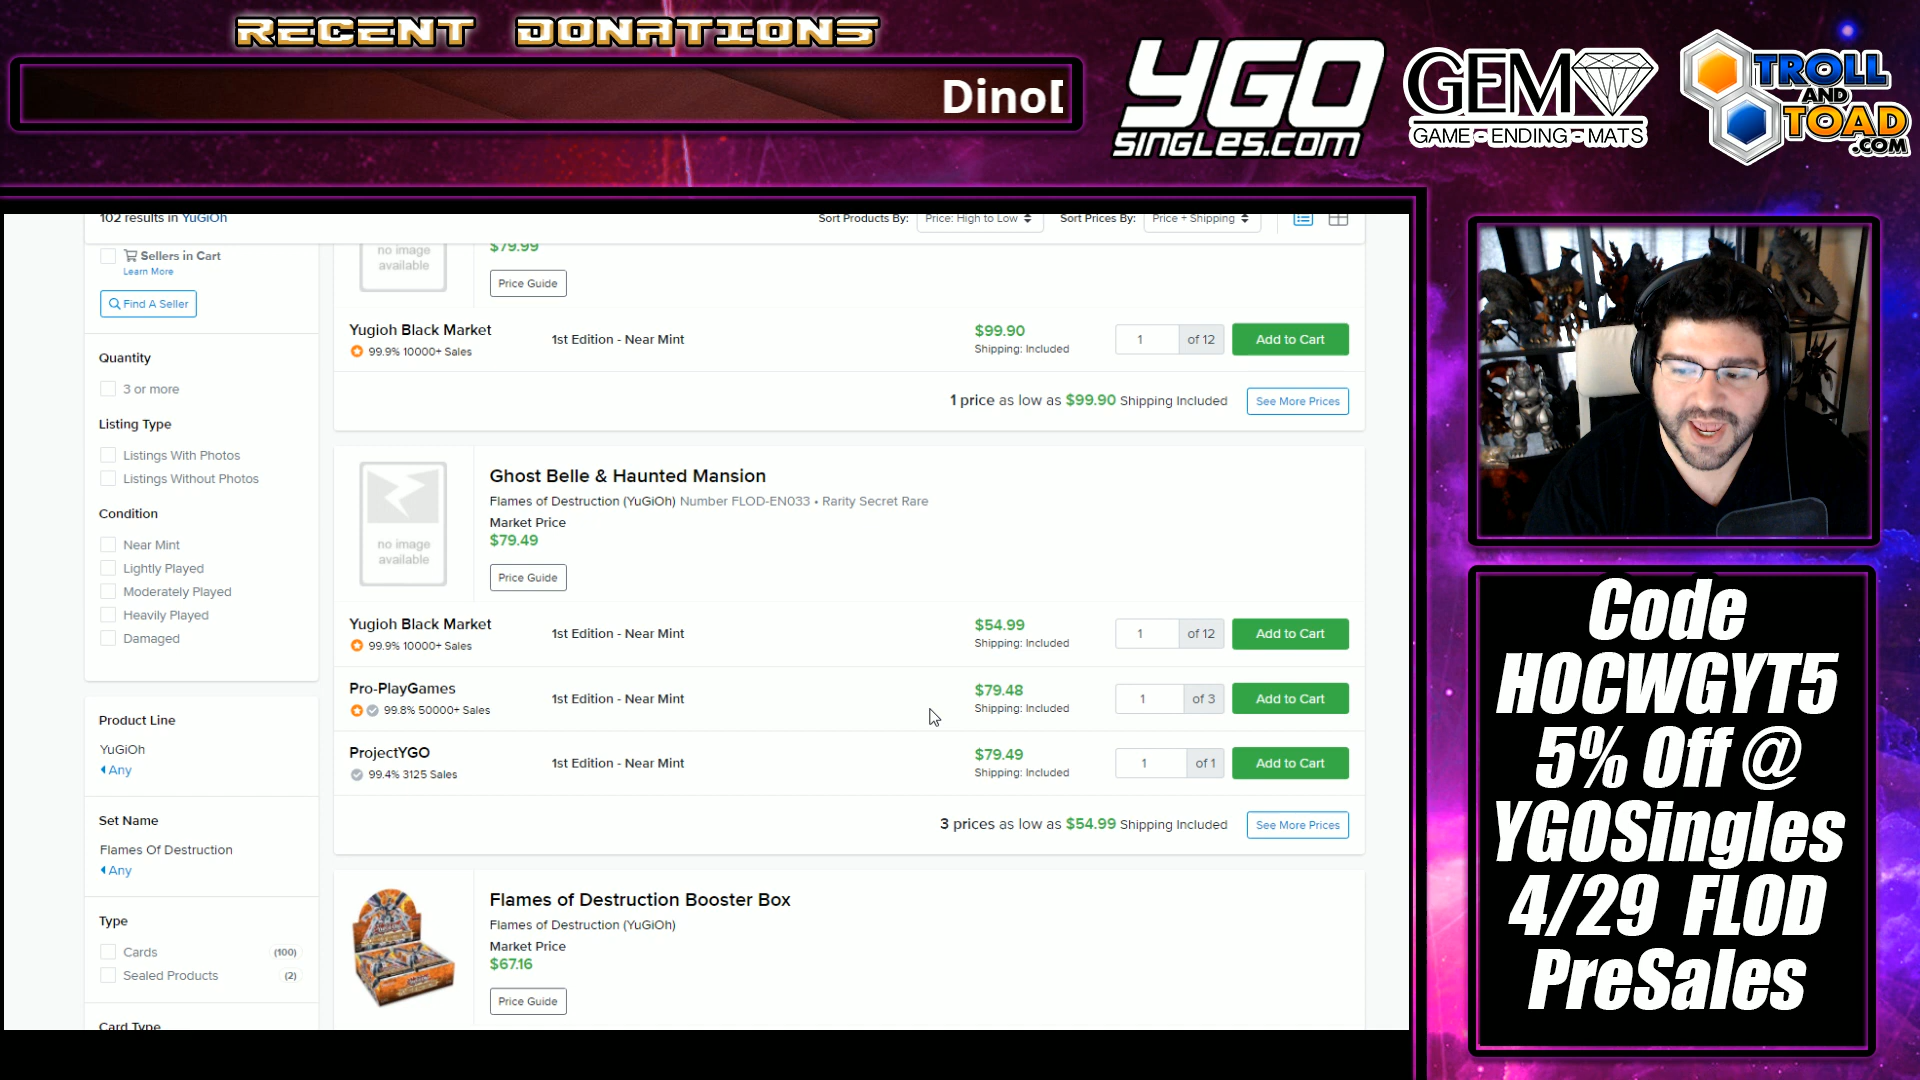 RECENT DONATIONS
DinoD
YGO
SINGLES.COM
GEM
GAME - ENDING - MATS
TROLL
AND
TOAD
.COM
102 results in YuGiOh
Sort Products By: Price: High to Low
Sort Prices By: Price + Shipping
Sellers in Cart
Learn More
Find A Seller
Quantity
3 or more
Listing Type
Listings With Photos
Listings Without Photos
Condition
Near Mint
Lightly Played
Moderately Played
Heavily Played
Damaged
Product Line
YuGiOh
Any
Set Name
Flames Of Destruction
Any
Type
Cards (100)
Sealed Products (2)
Card Type
no image
available
$79.99
Price Guide
Yugioh Black Market
99.9% 10000+ Sales
1st Edition - Near Mint
$99.90
Shipping: Included
1 of 12
Add to Cart
1 price as low as $99.90 Shipping Included
See More Prices
no image
available
Ghost Belle & Haunted Mansion
Flames of Destruction (YuGiOh) Number FLOD-EN033 • Rarity Secret Rare
Market Price
$79.49
Price Guide
Yugioh Black Market
99.9% 10000+ Sales
1st Edition - Near Mint
$54.99
Shipping: Included
1 of 12
Add to Cart
Pro-PlayGames
99.8% 50000+ Sales
1st Edition - Near Mint
$79.48
Shipping: Included
1 of 3
Add to Cart
ProjectYGO
99.4% 3125 Sales
1st Edition - Near Mint
$79.49
Shipping: Included
1 of 1
Add to Cart
3 prices as low as $54.99 Shipping Included
See More Prices
Flames of Destruction Booster Box
Flames of Destruction (YuGiOh)
Market Price
$67.16
Price Guide
Code
HOCWGYT5
5% Off @
YGOSingles
4/29 FLOD
PreSales